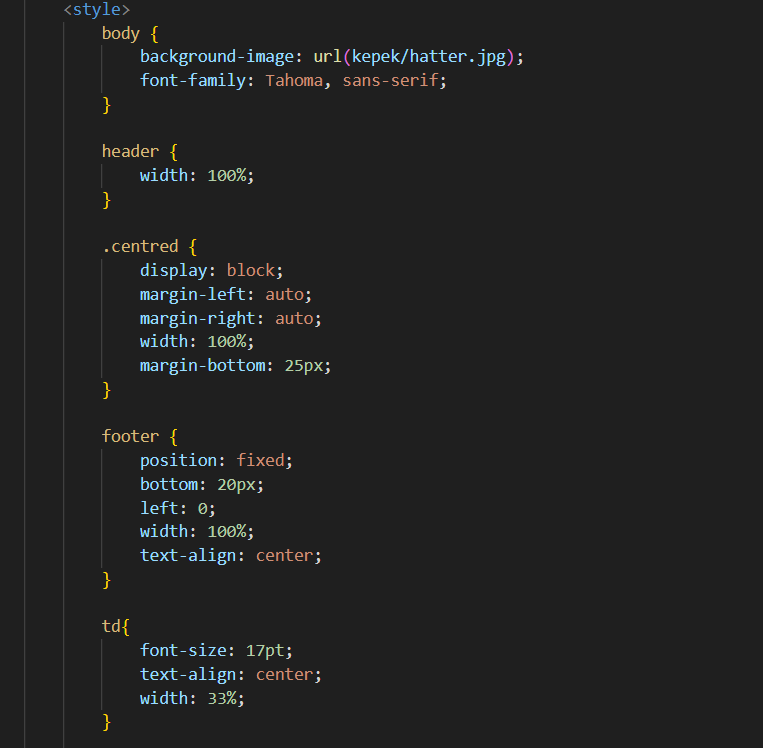 <style>
body {
background-image: url(kepek/hatter.jpg);
font-family: Tahoma, sans-serif;
}
header {
width: 100%;
}
.centred {
display: block;
margin-left: auto;
margin-right: auto;
width: 100%;
margin-bottom: 25px;
}
footer {
position: fixed;
bottom: 20px;
left: 0;
width: 100%;
text-align: center;
}
td{
font-size: 17pt;
text-align: center;
width: 33%;
}